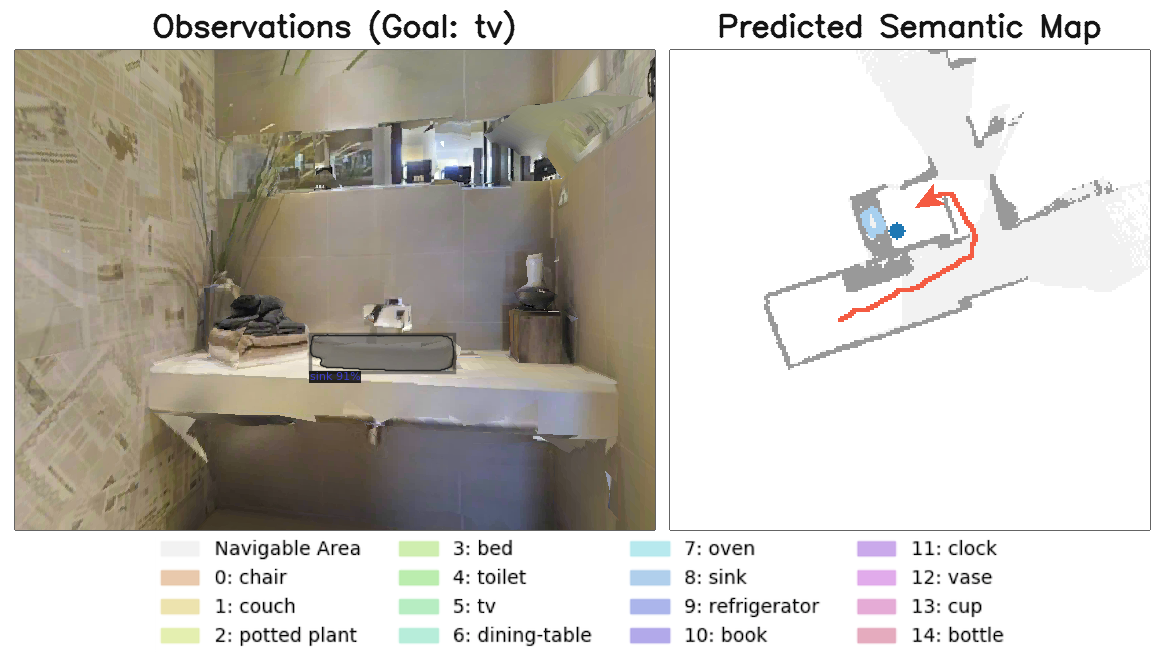 Observations (Goal: tv)
Predicted Semantic Map
sink 91%
Navigable Area
0: chair
1: couch
2: potted plant
3: bed
4: toilet
5: tv
6: dining-table
7: oven
8: sink
9: refrigerator
10: book
11: clock
12: vase
13: cup
14: bottle